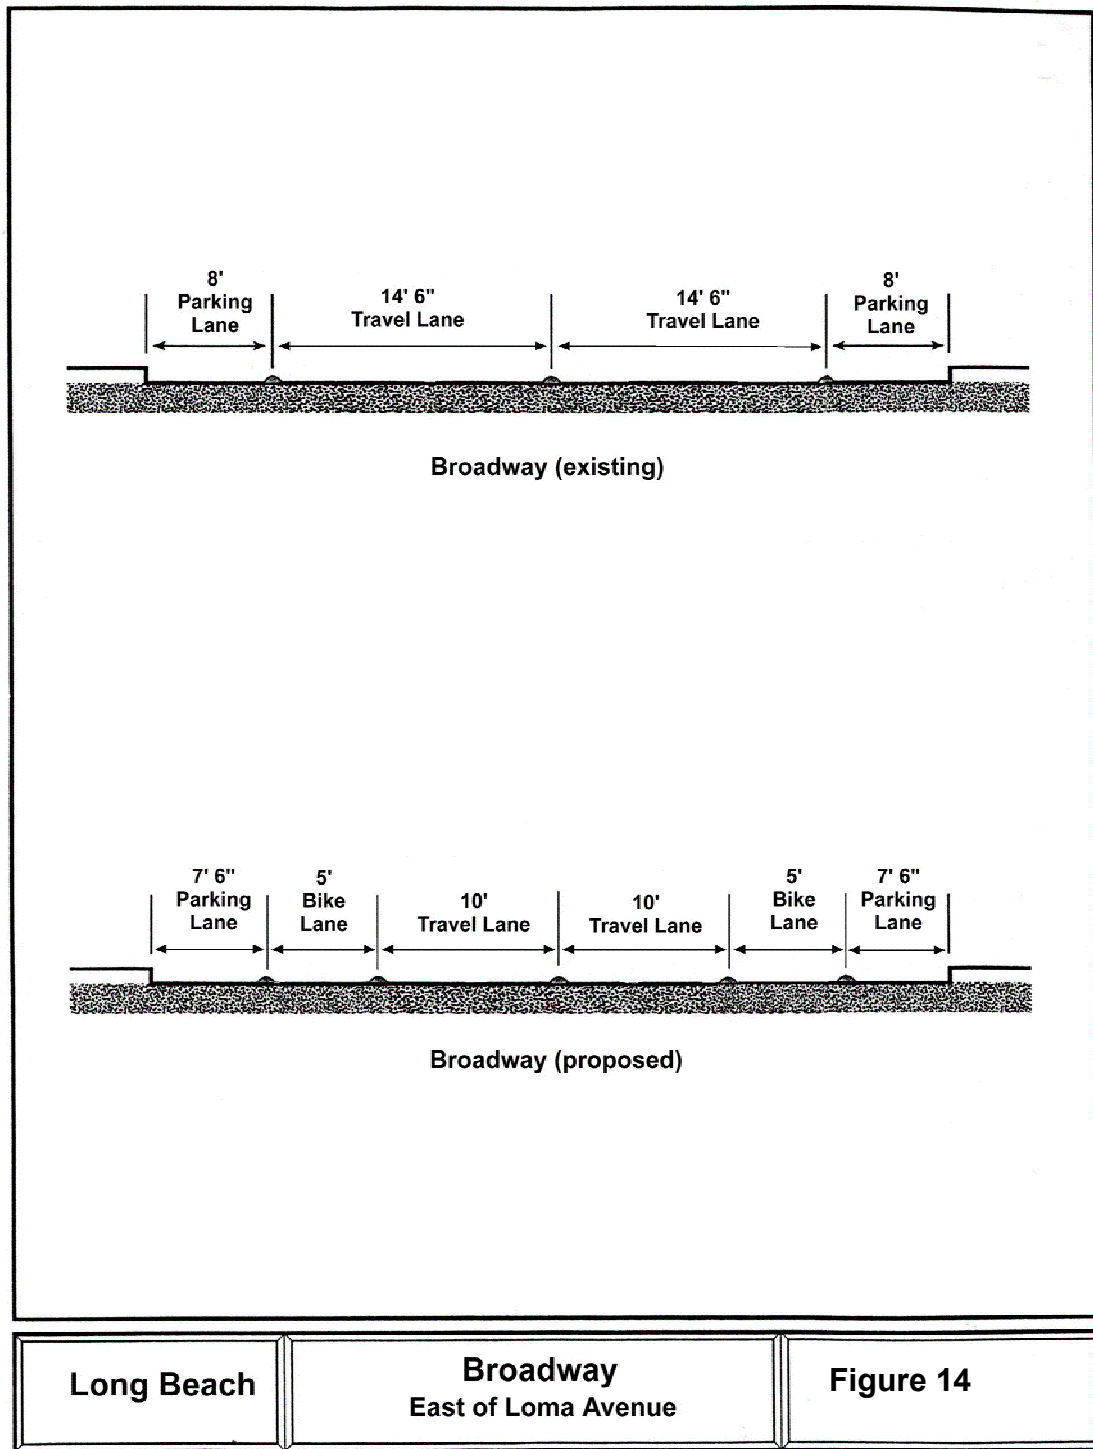 8'
Parking
Lane
14' 6"
Travel Lane
14' 6"
Travel Lane
8'
Parking
Lane
Broadway (existing)
7' 6"
Parking
Lane
5'
Bike
Lane
10'
Travel Lane
10'
Travel Lane
5'
Bike
Lane
7' 6"
Parking
Lane
Broadway (proposed)
Long Beach
Broadway
East of Loma Avenue
Figure 14